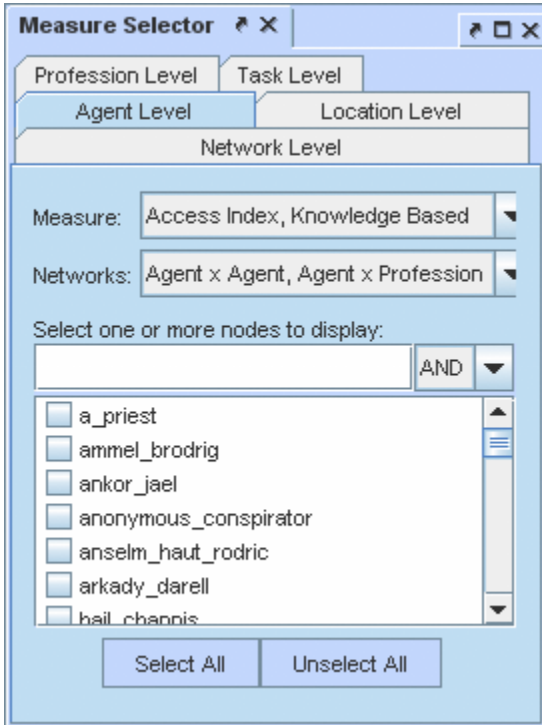 Measure Selector
Profession Level Task Level
Agent Level Location Level
Network Level
Measure: Access Index, Knowledge Based
Networks: Agent x Agent, Agent x Profession
Select one or more nodes to display:
AND
a_priest
ammel_brodrig
ankor_jael
anonymous_conspirator
anselm_haut_rodric
arkady_darell
bail_channis
Select All Unselect All